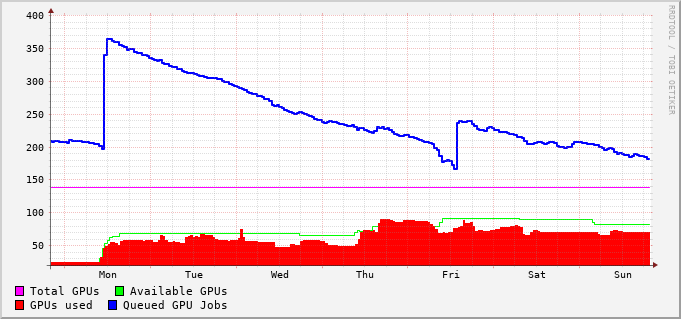 400
350
300
250
200
150
100
50
Mon Tue Wed Thu Fri Sat Sun
Total GPUs Available GPUs
GPUs used Queued GPU Jobs
RRDTOOL / TOBI OETIKER